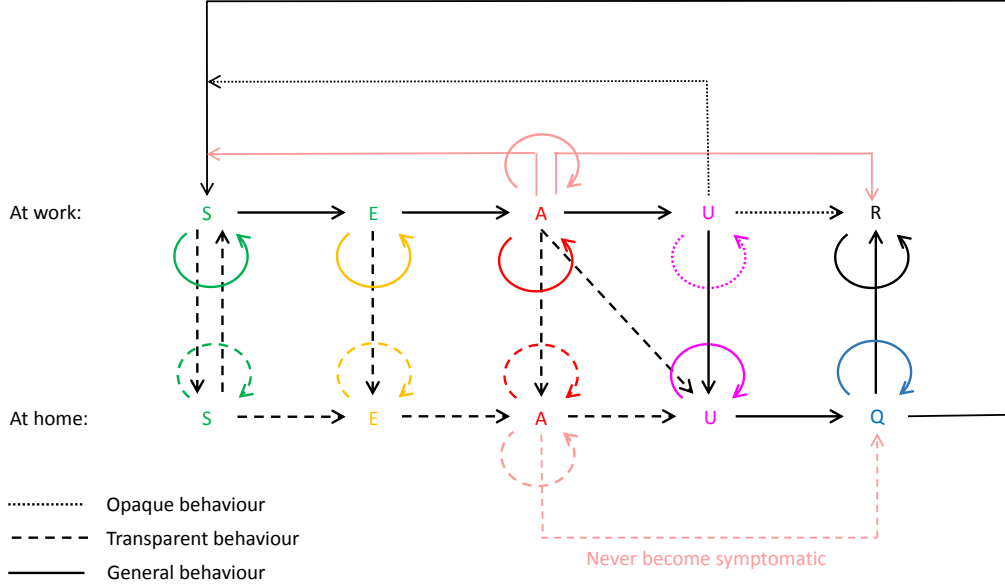 At work: S E A U R
At home: S E A U Q
Opaque behaviour
Transparent behaviour
Never become symptomatic
General behaviour